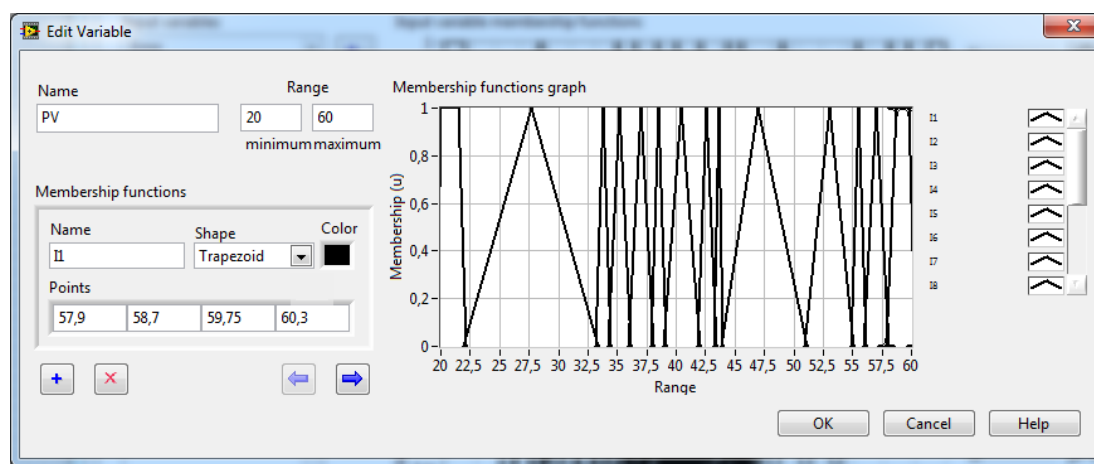 Edit Variable
Name
PV
Range
20 60
minimum maximum
Membership functions
Name
I1
Shape
Trapezoid
Color
Points
57,9 58,7 59,75 60,3
Membership functions graph
Membership (u)
1
0,8
0,6
0,4
0,2
0
20 22,5 25 27,5 30 32,5 35 37,5 40 42,5 45 47,5 50 52,5 55 57,5 60
Range
I1
I2
I3
I4
I5
I6
I7
I8
OK Cancel Help